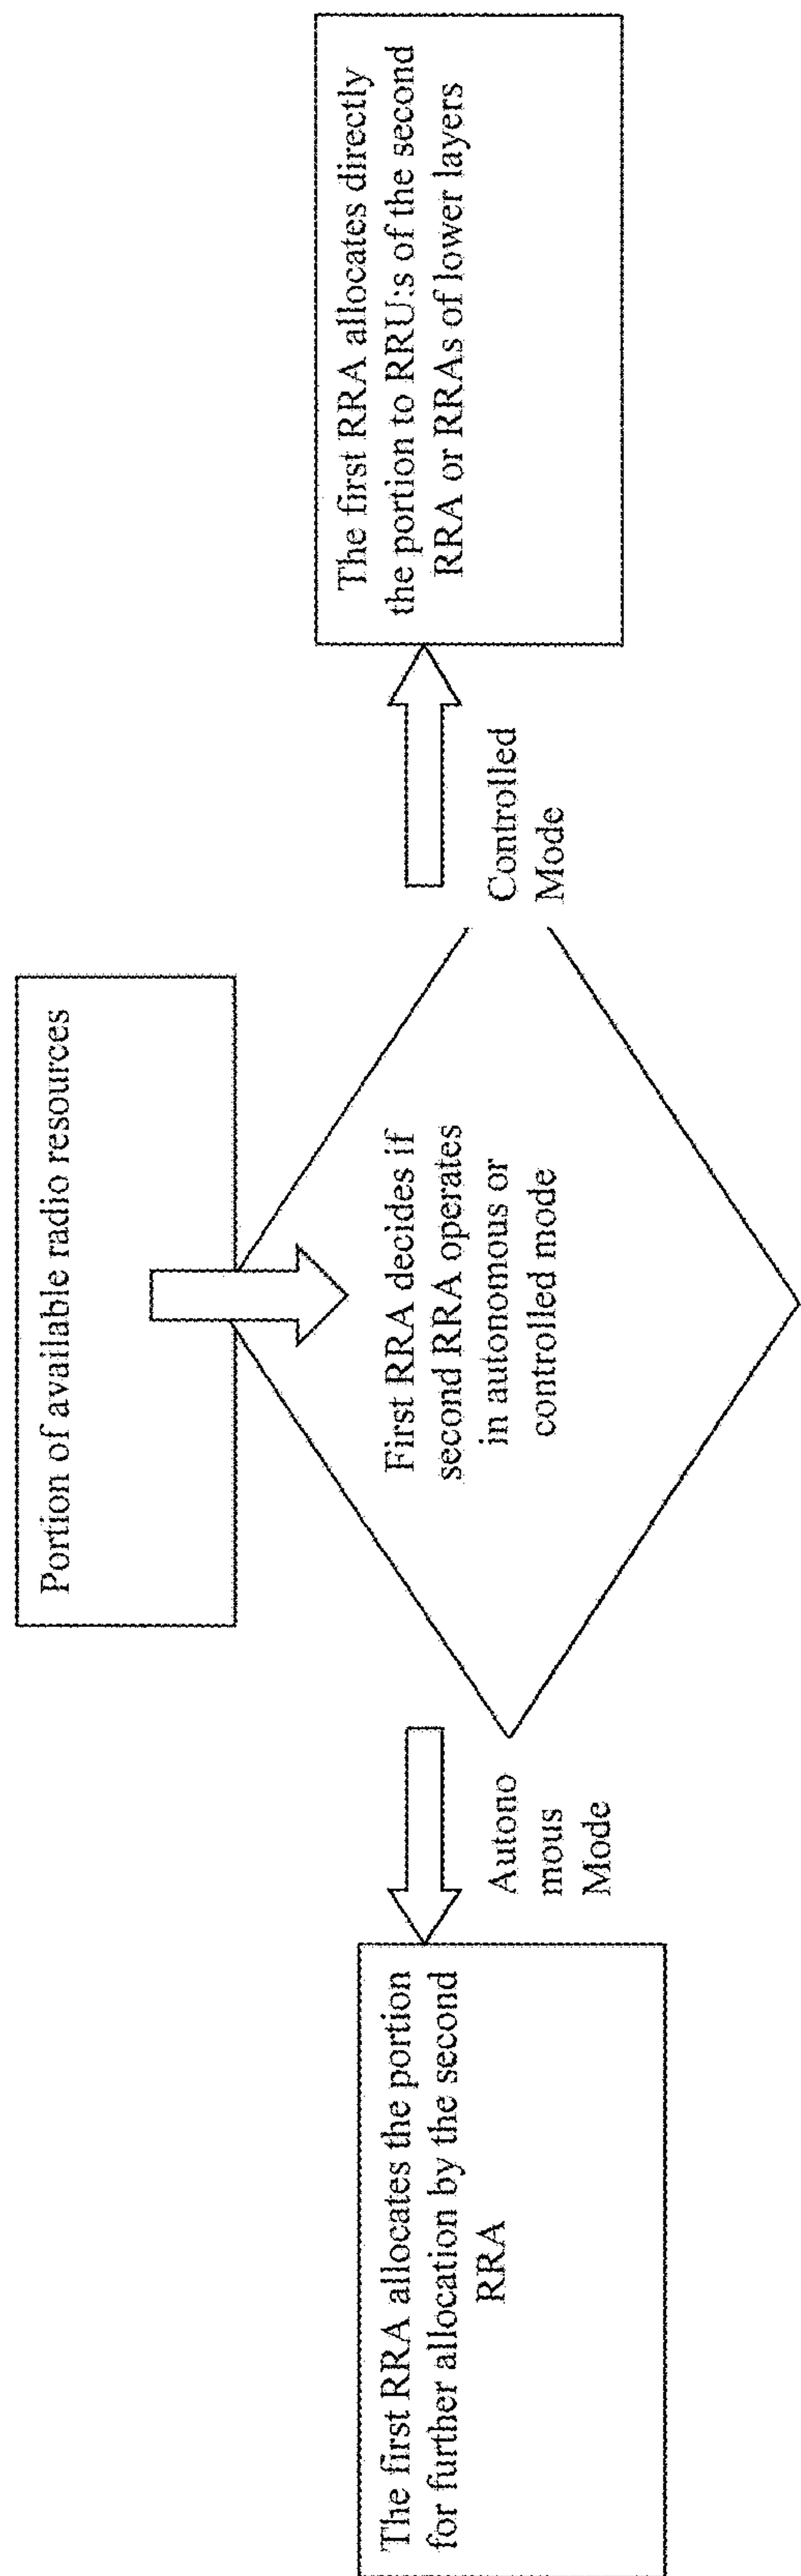 Portion of available radio resources
First RRA decides if
second RRA operates
in autonomous or
controlled mode
Autono
mous
Mode
Controlled
Mode
The first RRA allocates the portion
for further allocation by the second
RRA
The first RRA allocates directly
the portion to RRU:s of the second
RRA or RRAs of lower layers